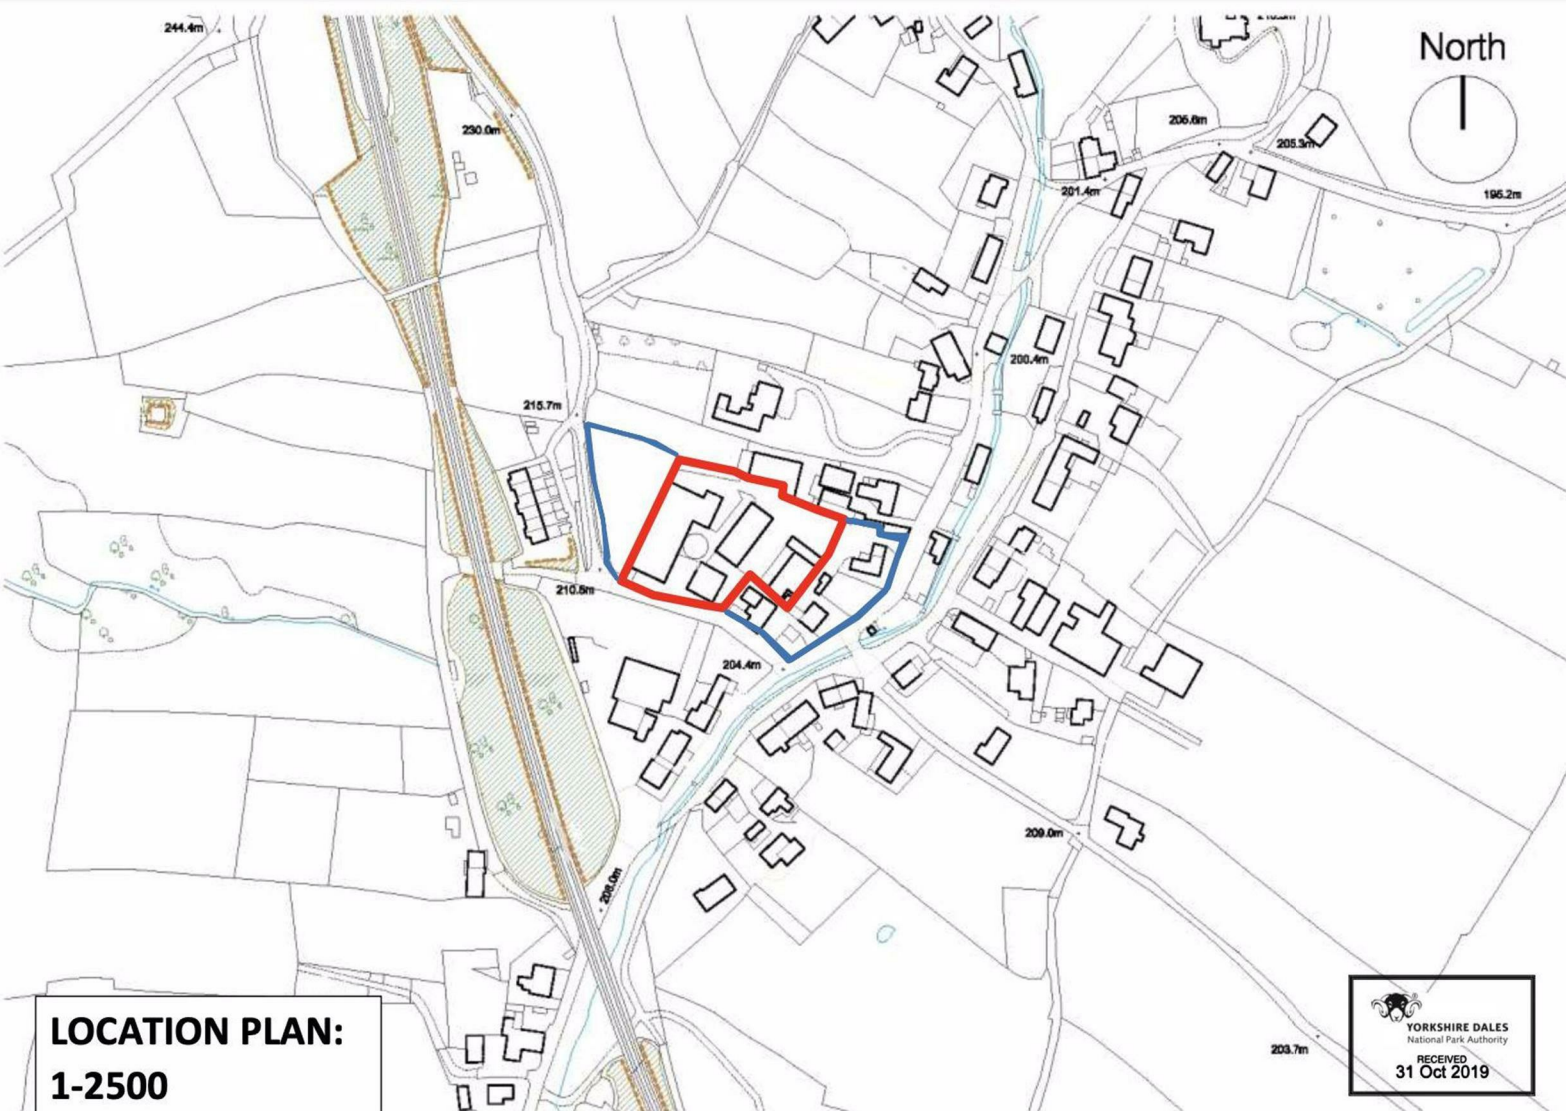 244.4m
North
230.0m
205.6m
205.3m
201.4m
195.2m
200.4m
215.7m
210.5m
204.4m
209.0m
208.0m
LOCATION PLAN:
1-2500
203.7m
YORKSHIRE DALES
National Park Authority
RECEIVED
31 Oct 2019